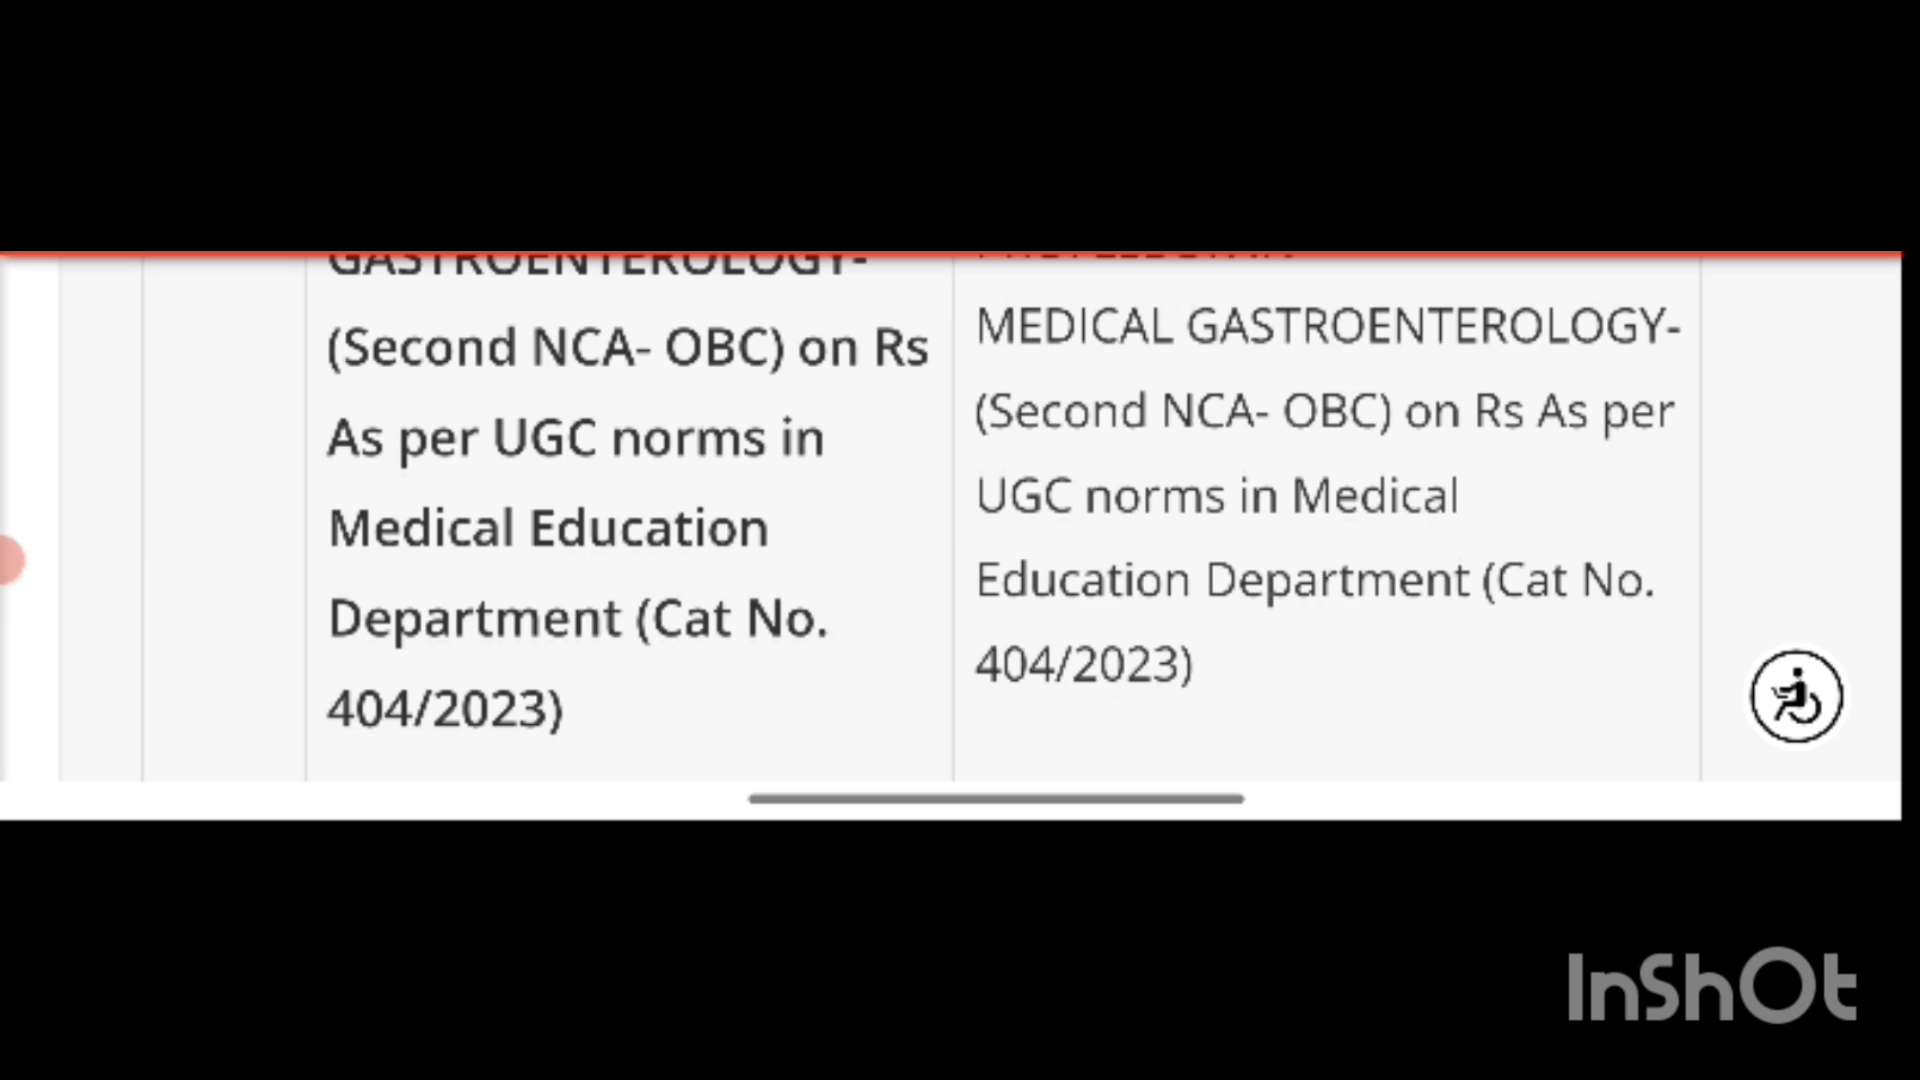 GASTROENTEROLOGY-
(Second NCA- OBC) on Rs
As per UGC norms in
Medical Education
Department (Cat No.
404/2023)
MEDICAL GASTROENTEROLOGY-
(Second NCA- OBC) on Rs As per
UGC norms in Medical
Education Department (Cat No.
404/2023)
InShOt